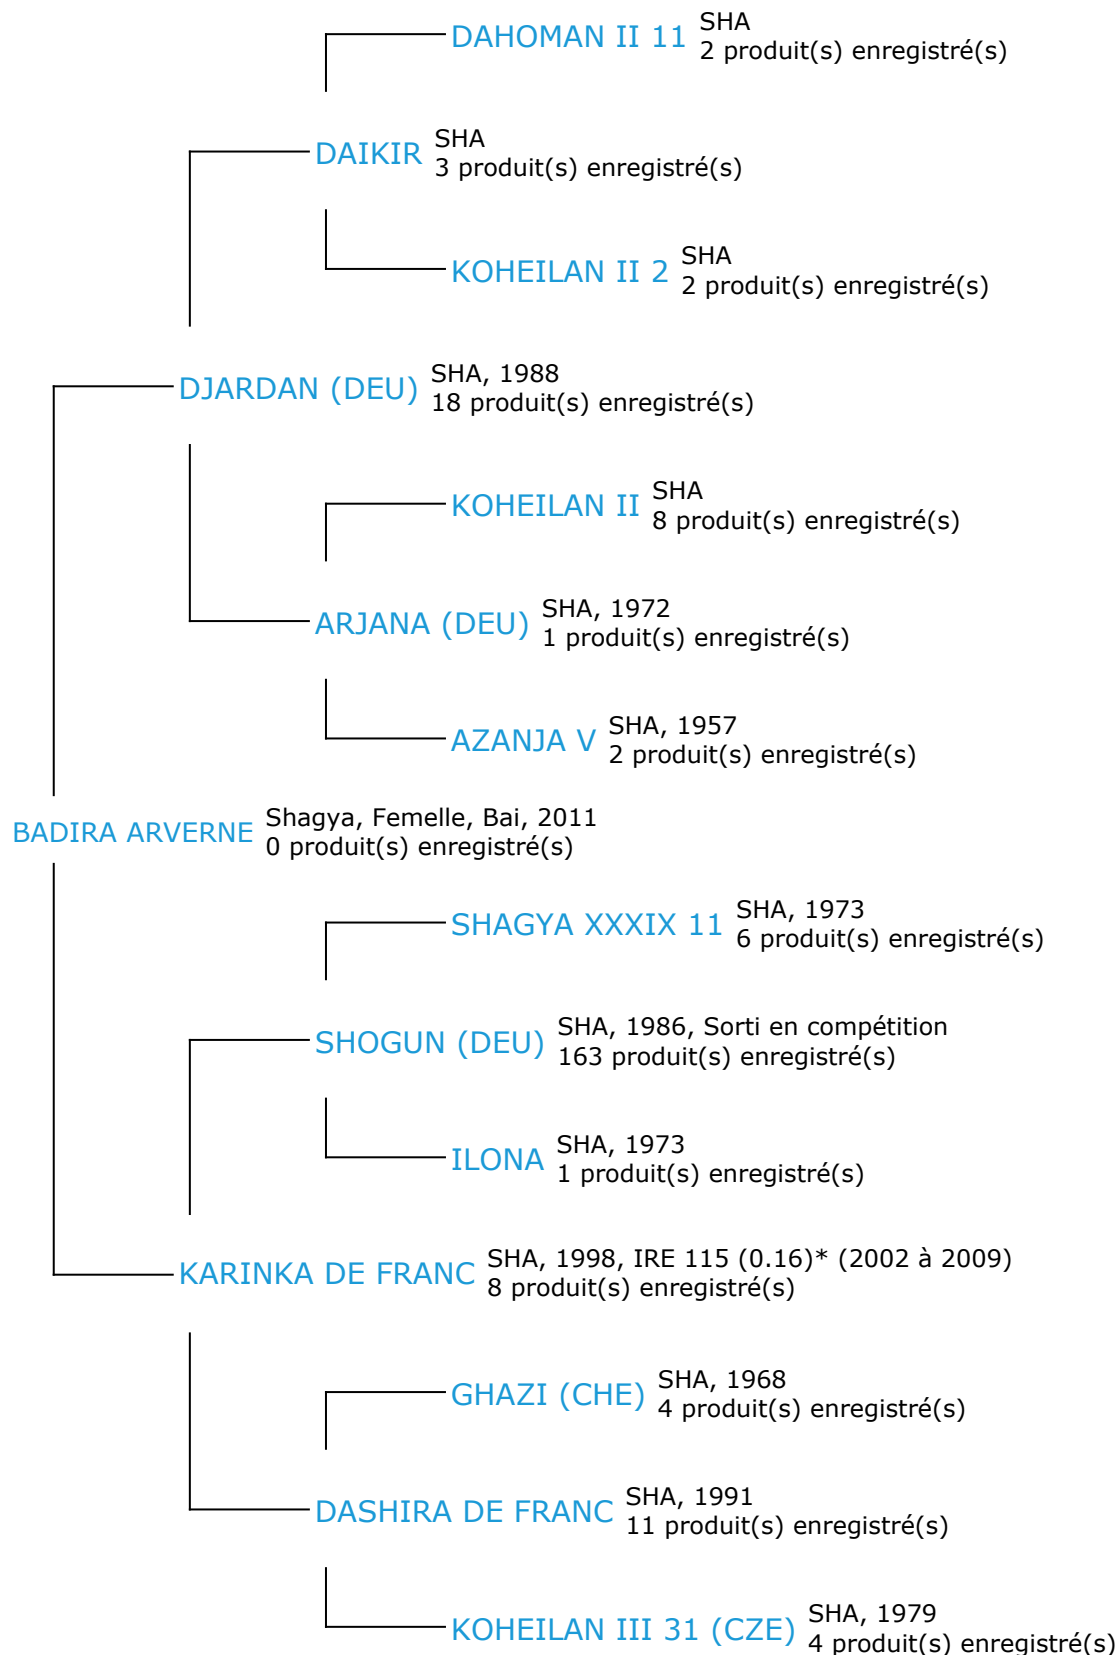 DAHOMAN II 11 SHA
2 produit(s) enregistré(s)
DAIKIR SHA
3 produit(s) enregistré(s)
KOHEILAN II 2 SHA
2 produit(s) enregistré(s)
DJARDAN (DEU) SHA, 1988
18 produit(s) enregistré(s)
KOHEILAN II SHA
8 produit(s) enregistré(s)
ARJANA (DEU) SHA, 1972
1 produit(s) enregistré(s)
AZANJA V SHA, 1957
2 produit(s) enregistré(s)
BADIRA ARVERNE Shagya, Femelle, Bai, 2011
0 produit(s) enregistré(s)
SHAGYA XXXIX 11 SHA, 1973
6 produit(s) enregistré(s)
SHOGUN (DEU) SHA, 1986, Sorti en compétition
163 produit(s) enregistré(s)
ILONA SHA, 1973
1 produit(s) enregistré(s)
KARINKA DE FRANC SHA, 1998, IRE 115 (0.16)* (2002 à 2009)
8 produit(s) enregistré(s)
GHAZI (CHE) SHA, 1968
4 produit(s) enregistré(s)
DASHIRA DE FRANC SHA, 1991
11 produit(s) enregistré(s)
KOHEILAN III 31 (CZE) SHA, 1979
4 produit(s) enregistré(s)